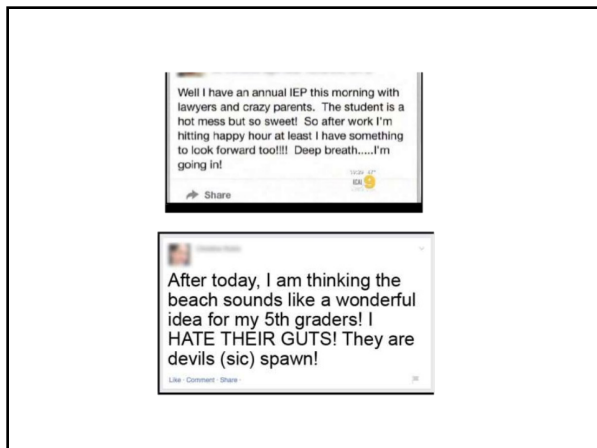 Well I have an annual IEP this morning with
lawyers and crazy parents. The student is a
hot mess but so sweet! So after work I'm
hitting happy hour at least I have something
to look forward too!!!! Deep breath.....I'm
going in!
9
Share
After today, I am thinking the
beach sounds like a wonderful
idea for my 5th graders! I
HATE THEIR GUTS! They are
devils (sic) spawn!
Like · Comment · Share ·